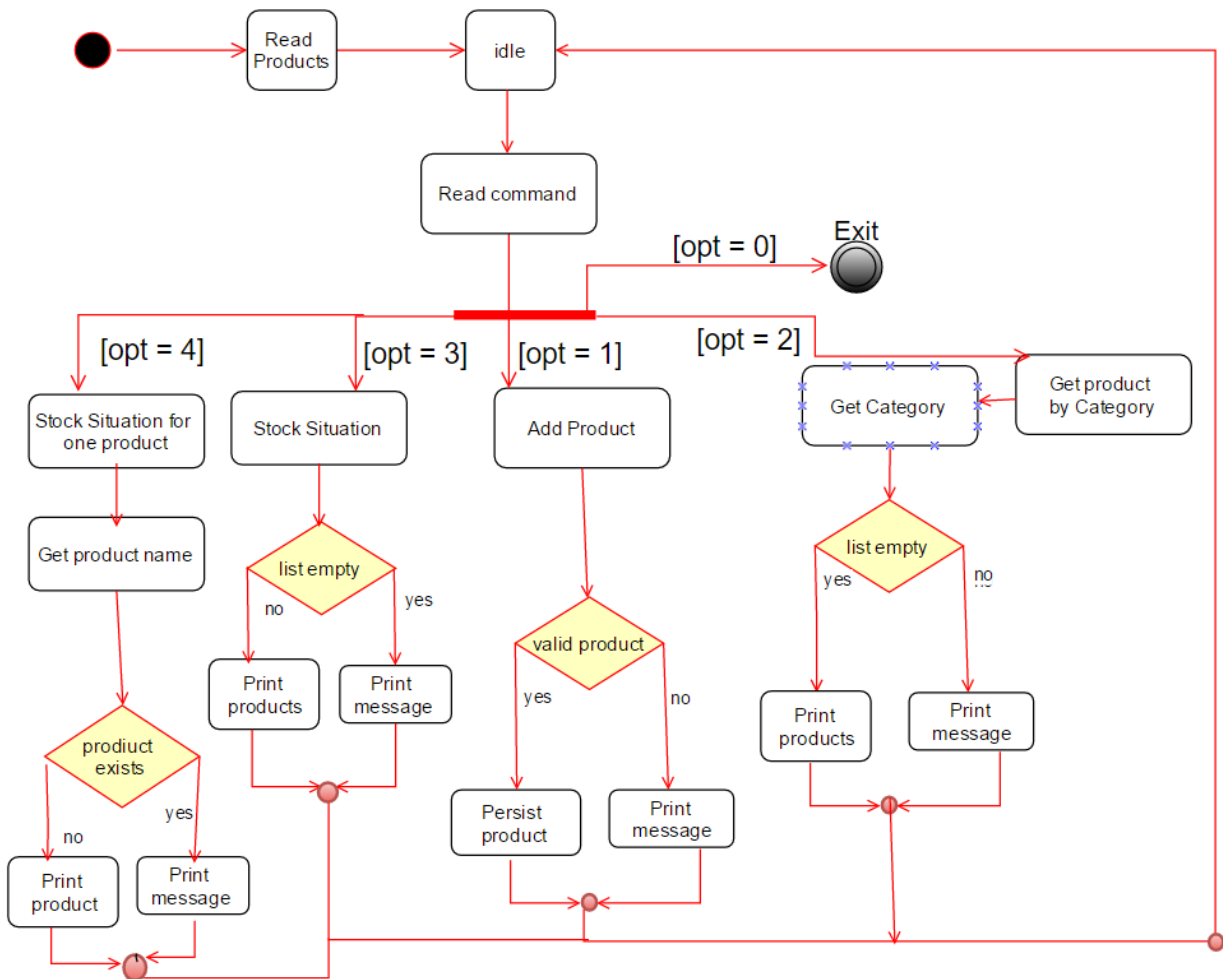 Read
Products
idle
Read command
Exit
[opt = 0]
[opt = 4]
[opt = 3]
[opt = 1]
[opt = 2]
Stock Situation for
one product
Stock Situation
Add Product
Get Category
Get product
by Category
Get product name
list empty
no
yes
valid product
yes
no
list empty
yes
no
prodiuct
exists
no
yes
Print
products
Print
message
Persist
product
Print
message
Print
products
Print
message
Print
product
Print
message